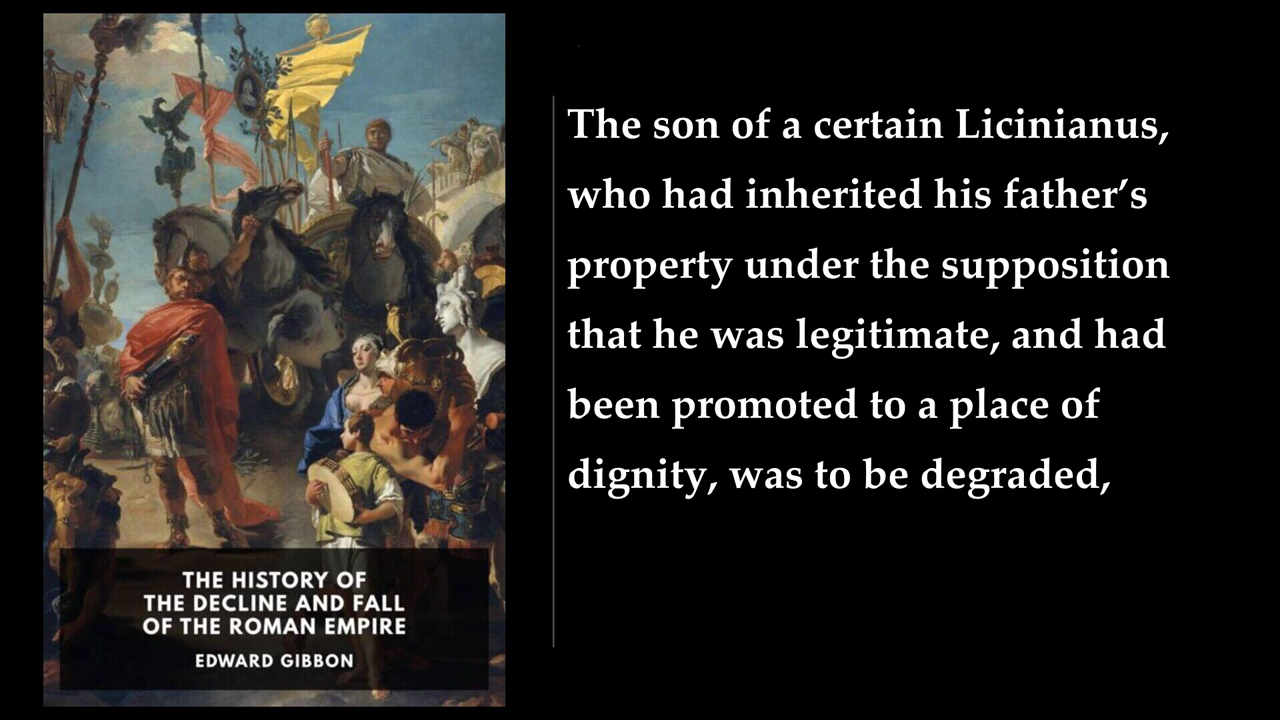 The son of a certain Licinianus,
who had inherited his father’s
property under the supposition
that he was legitimate, and had
been promoted to a place of
dignity, was to be degraded,
THE HISTORY OF
THE DECLINE AND FALL
OF THE ROMAN EMPIRE
EDWARD GIBBON